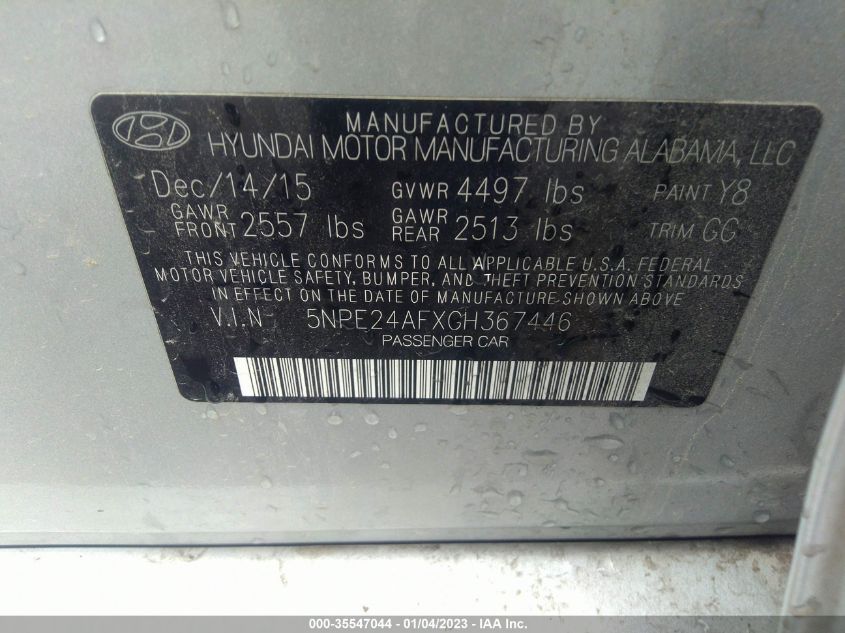 MANUFACTURED BY
HYUNDAI MOTOR MANUFACTURING ALABAMA, LLC
Dec/14/15 GVWR 4497 lbs PAINT Y8
GAWR FRONT 2557 lbs GAWR REAR 2513 lbs TRIM GG
THIS VEHICLE CONFORMS TO ALL APPLICABLE U.S.A. FEDERAL
MOTOR VEHICLE SAFETY, BUMPER, AND THEFT PREVENTION STANDARDS
IN EFFECT ON THE DATE OF MANUFACTURE SHOWN ABOVE
V.I.N 5NPE24AFXGH367446
PASSENGER CAR
000-35547044 - 01/04/2023 - IAA Inc.